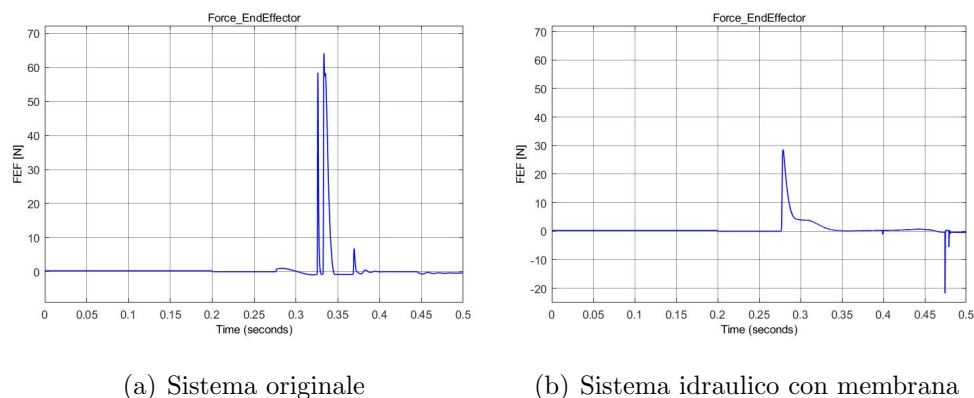 Force_EndEffector
70
60
50
40
30
20
10
0
FEF [N]
0 0.05 0.1 0.15 0.2 0.25 0.3 0.35 0.4 0.45 0.5
Time (seconds)
(a) Sistema originale
Force_EndEffector
70
60
50
40
30
20
10
0
-10
-20
FEF [N]
0 0.05 0.1 0.15 0.2 0.25 0.3 0.35 0.4 0.45 0.5
Time (seconds)
(b) Sistema idraulico con membrana